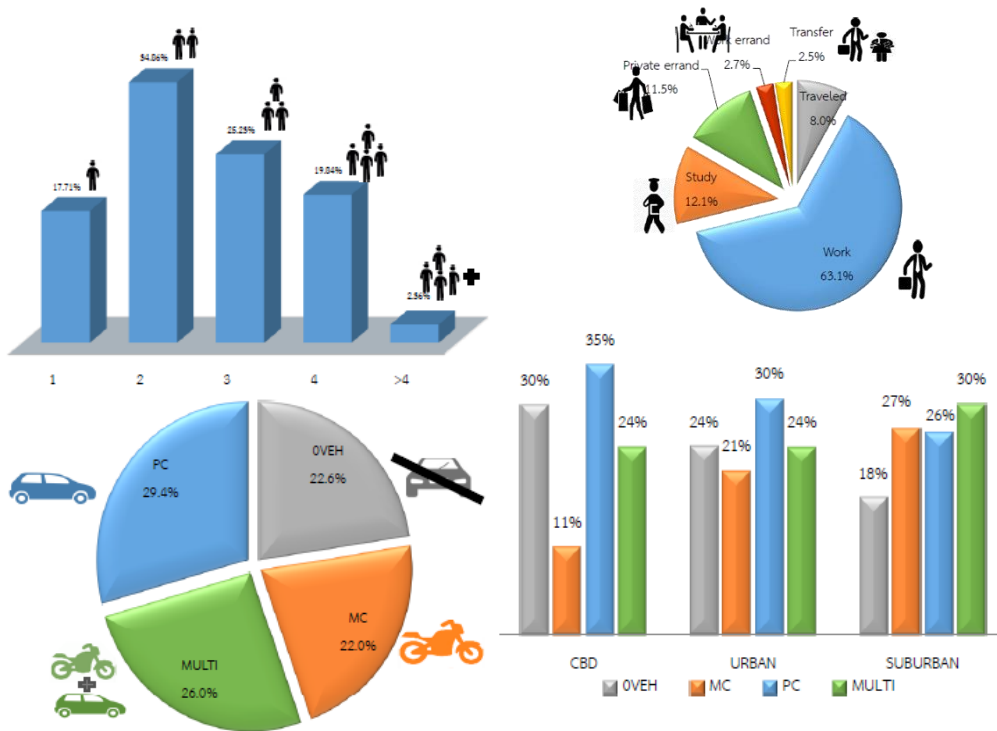 34.86%
25.23%
19.84%
17.71%
2.36%
1 2 3 4 >4
Work errand
2.7%
Transfer
2.5%
Private errand
11.5%
Traveled
8.0%
Study
12.1%
Work
63.1%
PC
29.4%
0VEH
22.6%
MC
22.0%
MULTI
26.0%
30% 11% 35% 24%
24% 21% 30% 24%
18% 27% 26% 30%
CBD URBAN SUBURBAN
0VEH MC PC MULTI